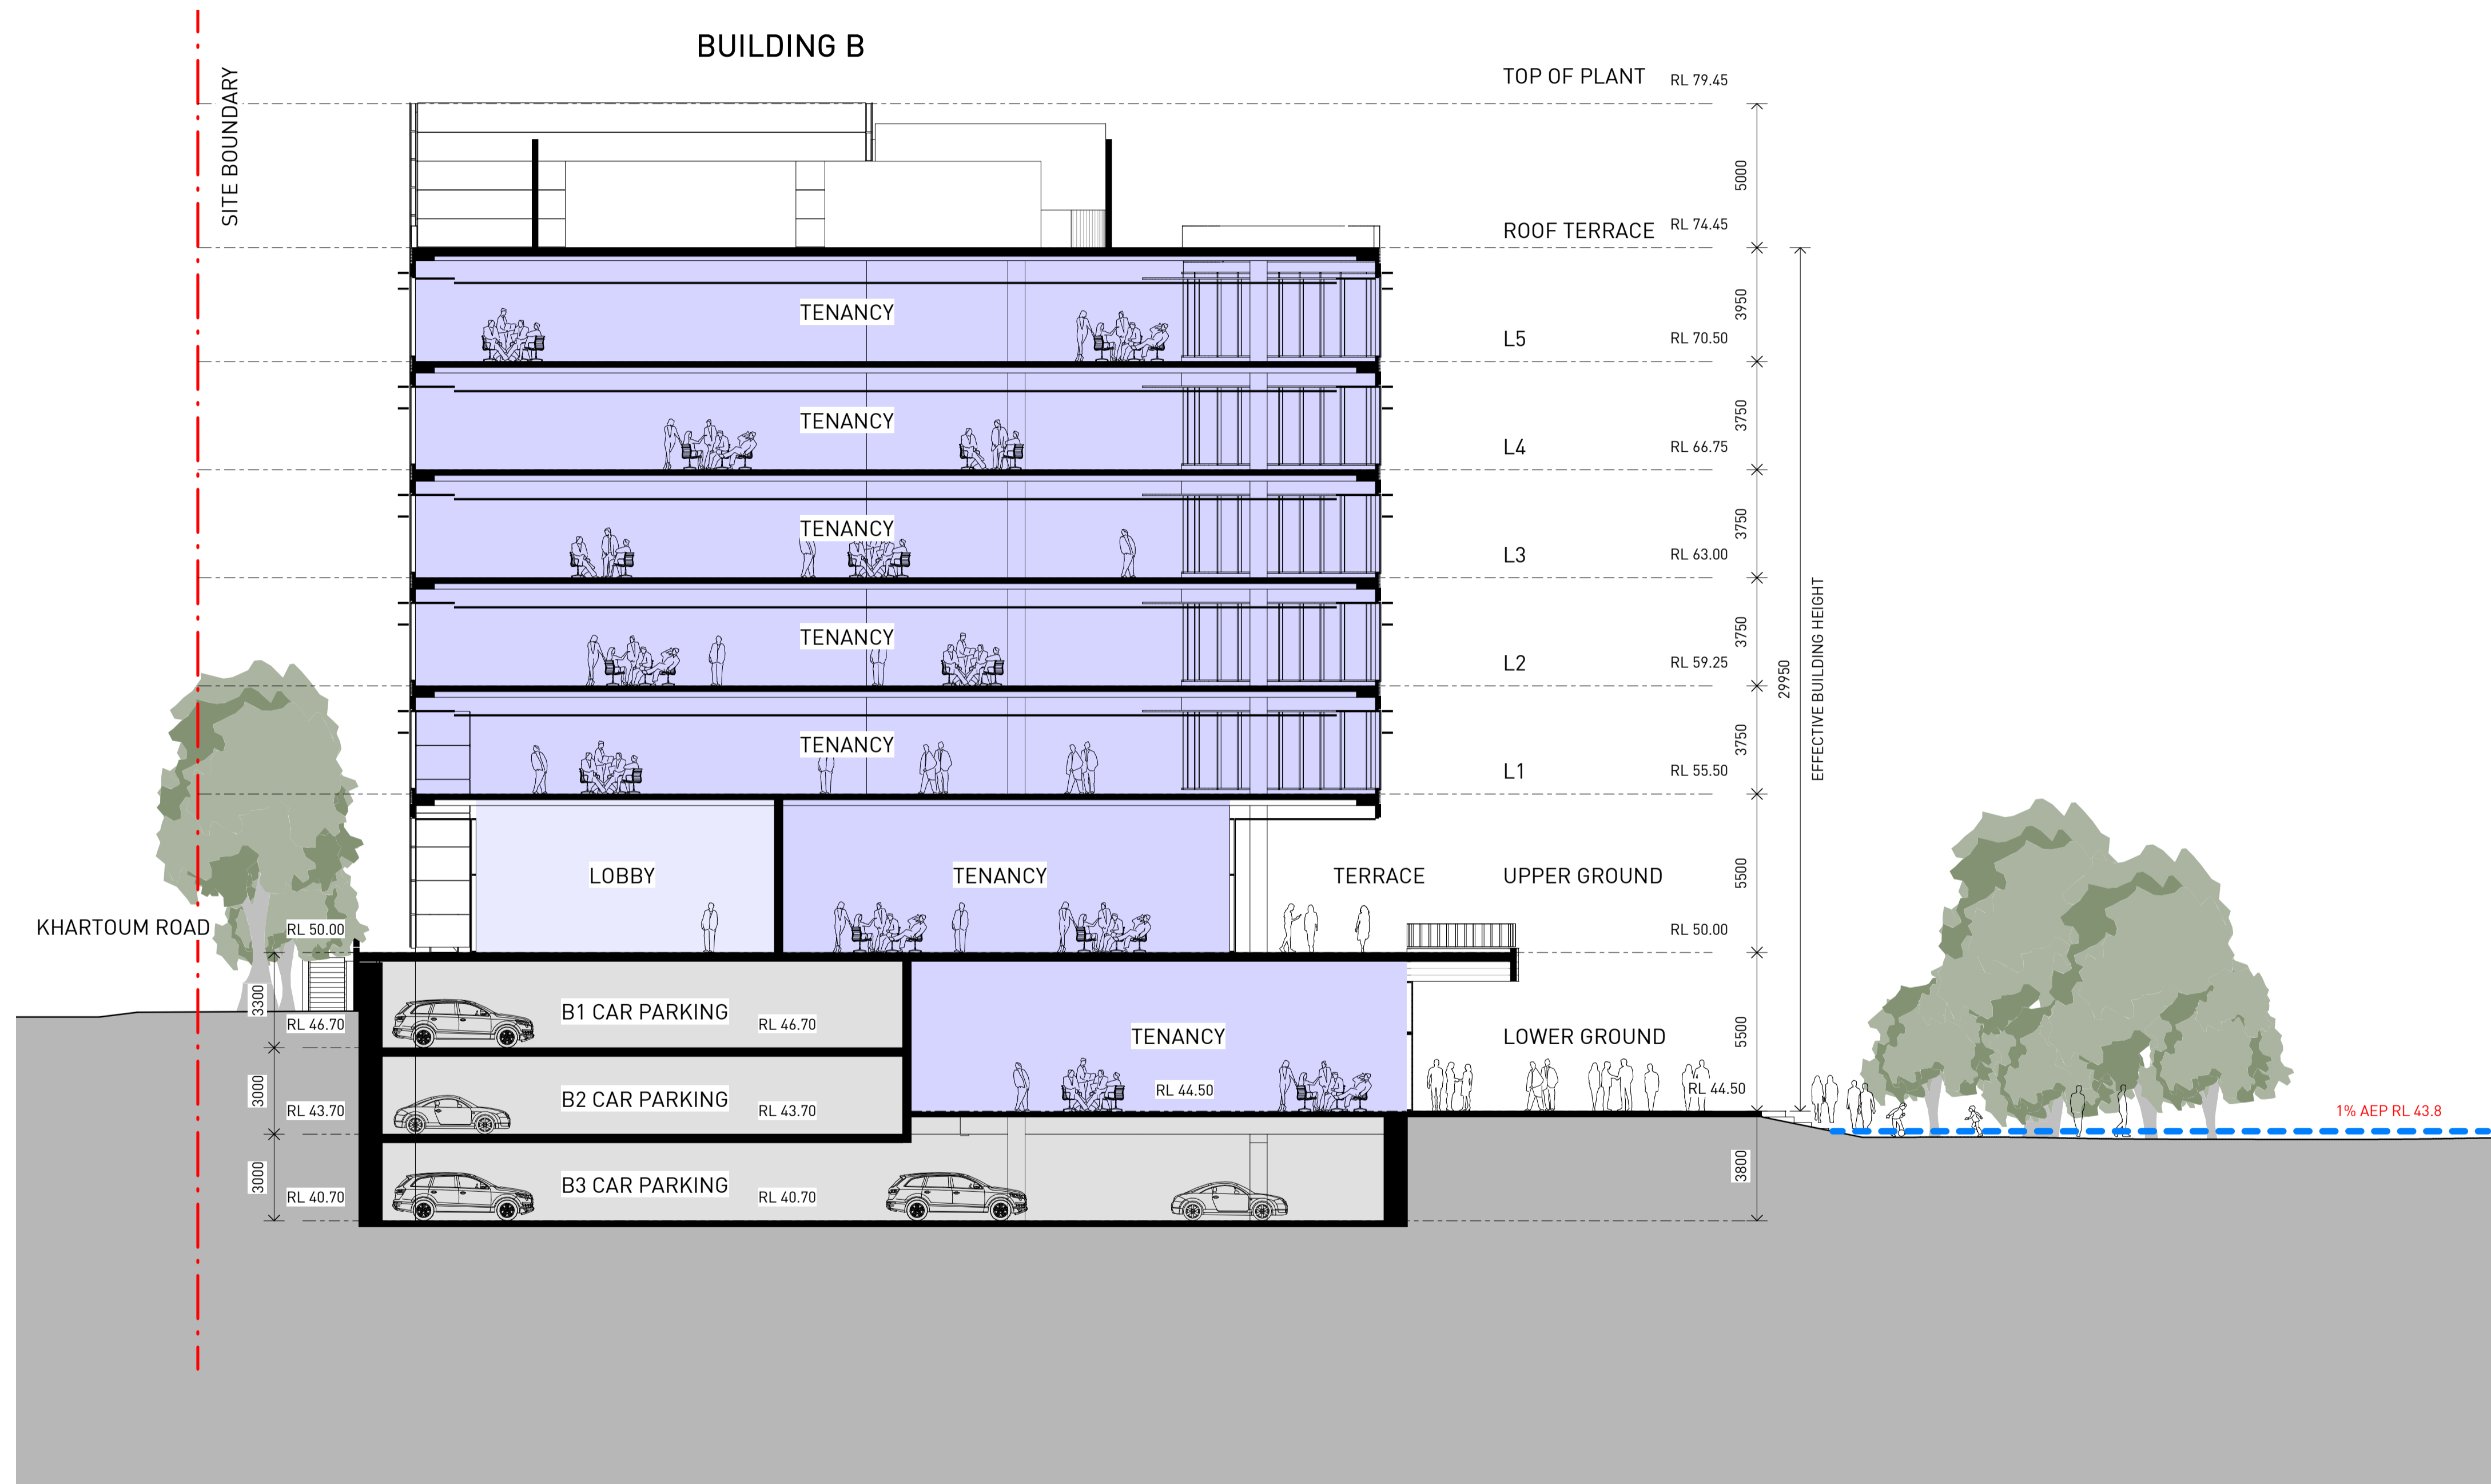 BUILDING B
SITE BOUNDARY
TOP OF PLANT RL 79.45
5000
ROOF TERRACE RL 74.45
TENANCY
3950
L5 RL 70.50
TENANCY
3750
L4 RL 66.75
TENANCY
3750
L3 RL 63.00
TENANCY
3750
L2 RL 59.25
29950
EFFECTIVE BUILDING HEIGHT
TENANCY
3750
L1 RL 55.50
LOBBY
TENANCY
TERRACE
UPPER GROUND
5500
KHARTOUM ROAD
RL 50.00
RL 50.00
3300
B1 CAR PARKING
RL 46.70
RL 46.70
TENANCY
LOWER GROUND
5500
3000
B2 CAR PARKING
RL 43.70
RL 43.70
RL 44.50
RL 44.50
1% AEP RL 43.8
3000
B3 CAR PARKING
RL 40.70
RL 40.70
3800